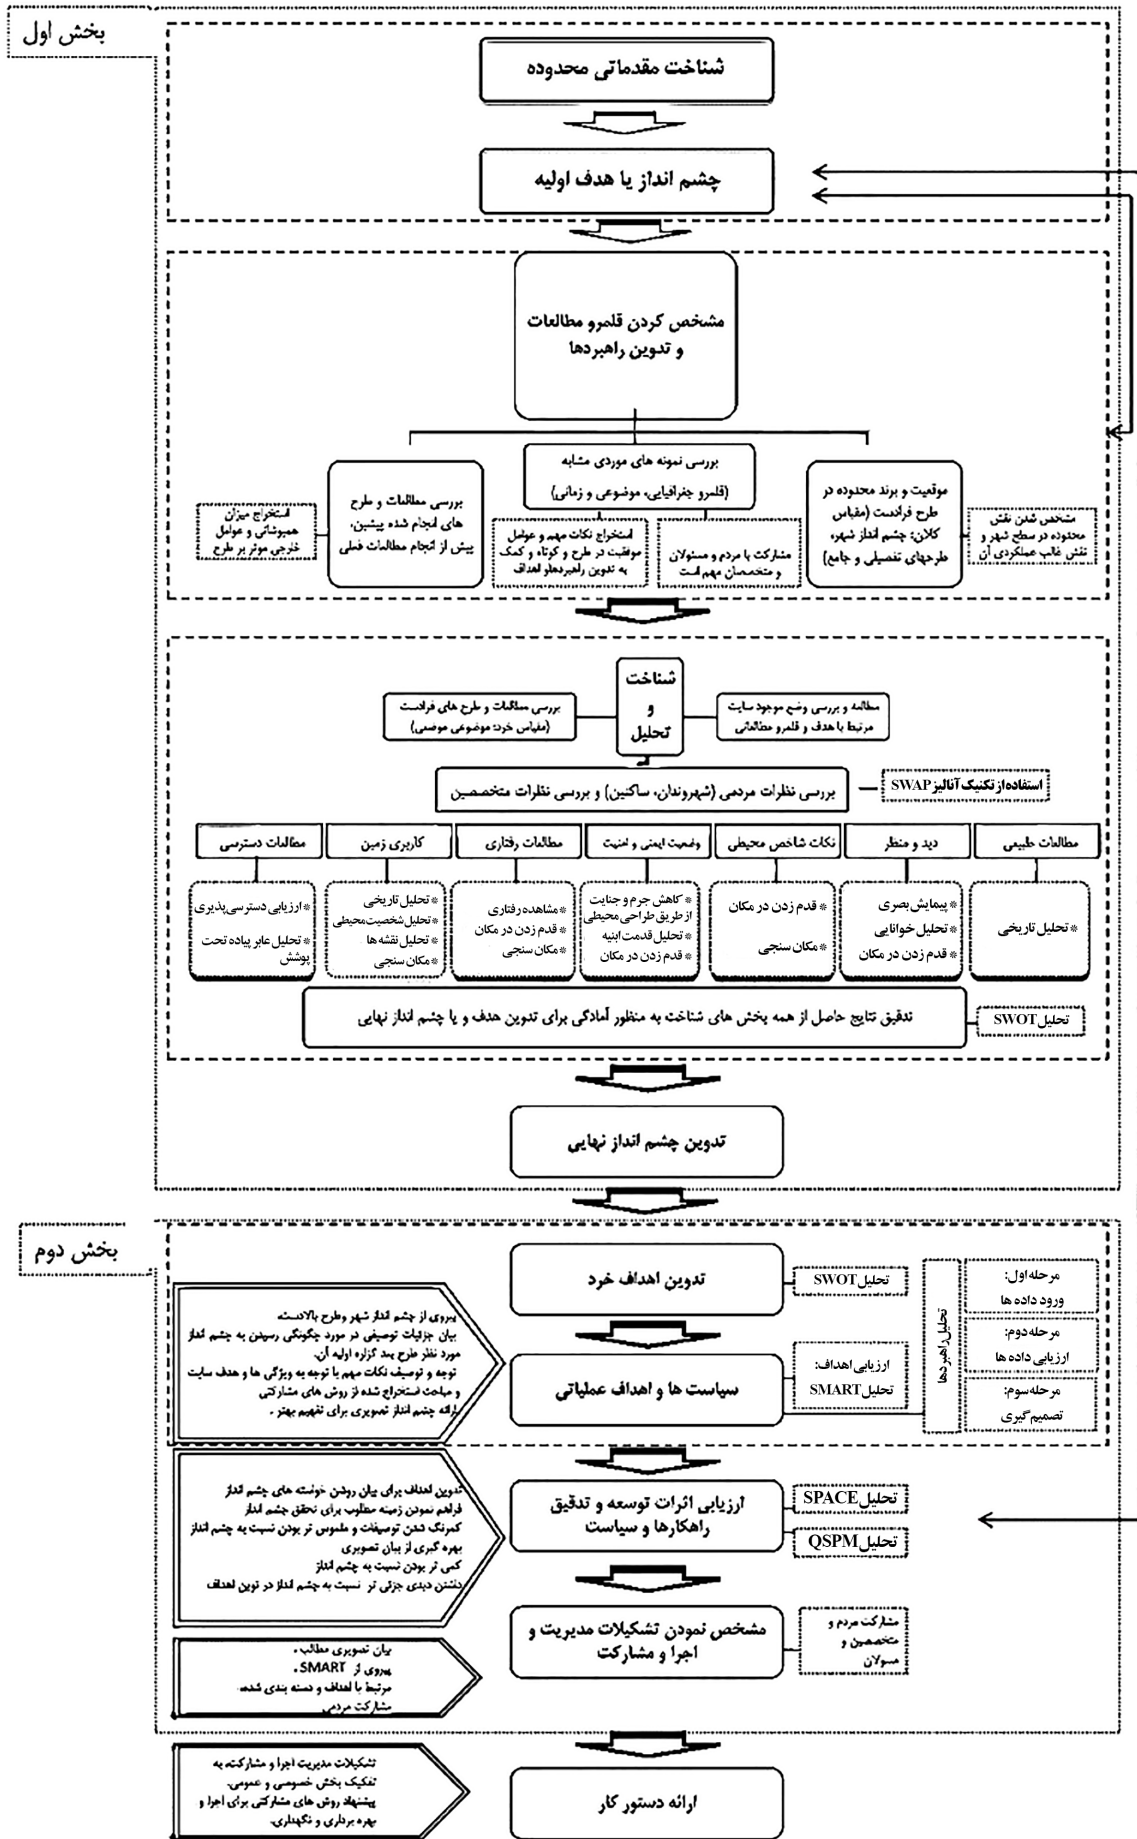 بخش اول
شناخت مقدماتی محدوده
چشم انداز یا هدف اولیه
مشخص کردن قلمرو مطالعات
و تدوین راهبردها
موقعیت و برند محدوده در
طرح فرادست (مقیاس
کلان: چشم انداز شهر،
طرحهای تفصیلی و جامع)
مشخص شدن نقش
محدوده در سطح شهر و
نقش غالب عملکردی آن
بررسی نمونه های موردی مشابه
(قلمرو جغرافیایی، موضوعی و زمانی)
مشارکت با مردم و مسئولان
و متخصصان مهم است
استخراج نکات مهم و عوامل
موفقیت در طرح و کوتاه و کمک
به تدوین راهبردهاو اهداف
بررسی مطالعات و طرح
های انجام شده پیشین،
پیش از انجام مطالعات فعلی
استخراج میزان
همپوشانی و عوامل
خارجی موثر بر طرح
شناخت
و
تحلیل
مطالعه و بررسی وضع موجود سایت
مرتبط با هدف و قلمرو مطالعاتی
بررسی مطالعات و طرح های فرادست
(مقیاس خرد: موضوعی موضعی)
بررسی نظرات مردمی (شهروندان، ساکنین) و بررسی نظرات متخصصین
استفاده از تکنیک آنالیز SWAP
مطالعات طبیعی
* تحلیل تاریخی
دید و منظر
* پیمایش بصری
* تحلیل خوانایی
* قدم زدن در مکان
نکات شاخص محیطی
* قدم زدن در مکان
* مکان سنجی
وضعیت ایمنی و امنیت
* کاهش جرم و جنایت
از طریق طراحی محیطی
* تحلیل قدمت ابنیه
* قدم زدن در مکان
مطالعات رفتاری
* مشاهده رفتاری
* قدم زدن در مکان
* مکان سنجی
کاربری زمین
* تحلیل تاریخی
* تحلیل شخصیت محیطی
* تحلیل نقشه ها
* مکان سنجی
مطالعات دسترسی
* ارزیابی دسترسی پذیری
* تحلیل عابر پیاده تحت
پوشش
تدقیق نتایج حاصل از همه بخش های شناخت به منظور آمادگی برای تدوین هدف و یا چشم انداز نهایی
تحلیل SWOT
تدوین چشم انداز نهایی
بخش دوم
تدوین اهداف خرد
تحلیل SWOT
سیاست ها و اهداف عملیاتی
ارزیابی اهداف:
تحلیل SMART
تحلیل راهبردها
مرحله اول:
ورود داده ها
مرحله دوم:
ارزیابی داده ها
مرحله سوم:
تصمیم گیری
پیروی از چشم انداز شهر وطرح بالادست.
بیان جزئیات توصیفی در مورد چگونگی رسیدن به چشم انداز
مورد نظر طرح بعد گزاره اولیه آن.
توجه و توصیف نکات مهم با توجه به ویژگی ها و هدف سایت
و مباحث استخراج شده از روش های مشارکتی
ارائه چشم انداز تصویری برای تفهیم بهتر .
ارزیابی اثرات توسعه و تدقیق
راهکارها و سیاست
تحلیل SPACE
تحلیل QSPM
تدوین اهداف برای بیان روشن خواسته های چشم انداز
فراهم نمودن زمینه مطلوب برای تحقق چشم انداز
کمرنگ شدن توصیفات و ملموس تر بودن نسبت به چشم انداز
بهره گیری از بیان تصویری
کمی تر بودن نسبت به چشم انداز
داشتن دیدی جزئی تر نسبت به چشم انداز در توین اهداف
مشخص نمودن تشکیلات مدیریت و
اجرا و مشارکت
مشارکت مردم و
متخصصین و
مسولان
بیان تصویری مطالب .
پیروی از SMART .
مرتبط با اهداف و دسته بندی شده.
مشارکت مردمی
ارائه دستور کار
تشکیلات مدیریت اجرا و مشارکت، به
تفکیک بخش خصوصی و عمومی.
پیشنهاد روش های مشارکتی برای اجرا و
بهره برداری و نگهداری.